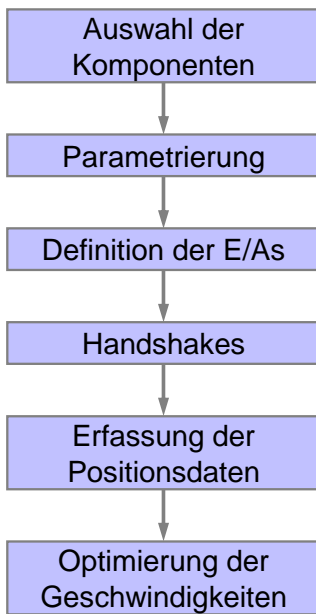 Auswahl der
Komponenten
Parametrierung
Definition der E/As
Handshakes
Erfassung der
Positionsdaten
Optimierung der
Geschwindigkeiten